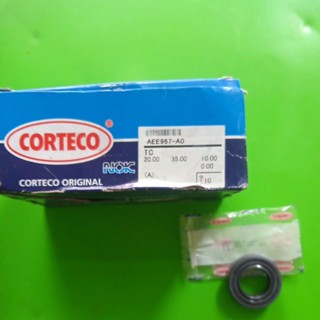 AEE967-A0
TC
20.00 35.00 10.00
0.00
(A)
10
CORTECO
NOK
CORTECO ORIGINAL